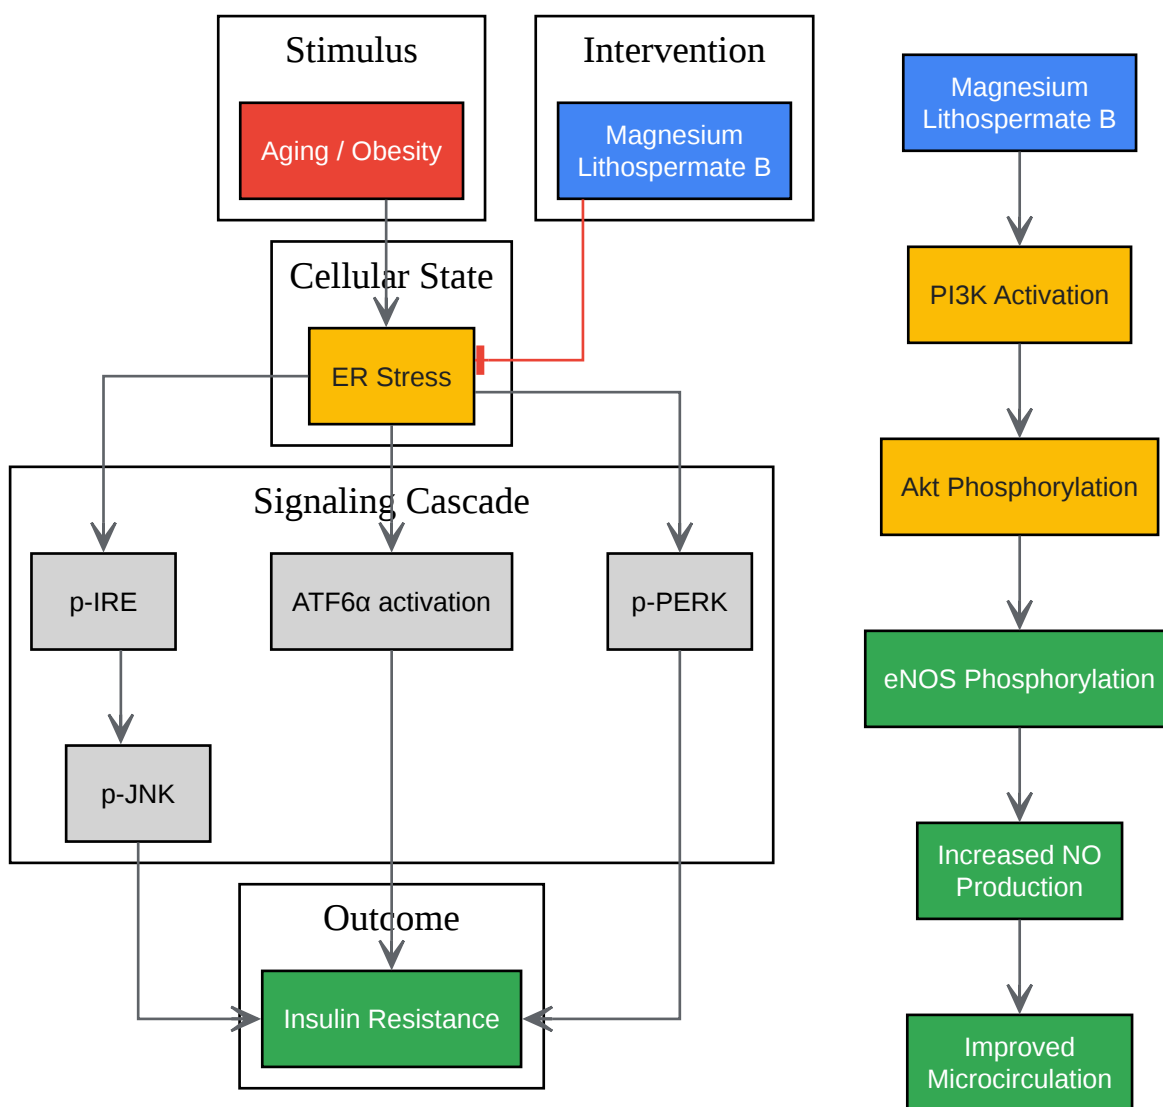 Stimulus
Aging / Obesity
Intervention
Magnesium
Lithospermate B
Cellular State
ER Stress
Signaling Cascade
p-IRE
ATF6α activation
p-PERK
p-JNK
Outcome
Insulin Resistance
Magnesium
Lithospermate B
PI3K Activation
Akt Phosphorylation
eNOS Phosphorylation
Increased NO
Production
Improved
Microcirculation